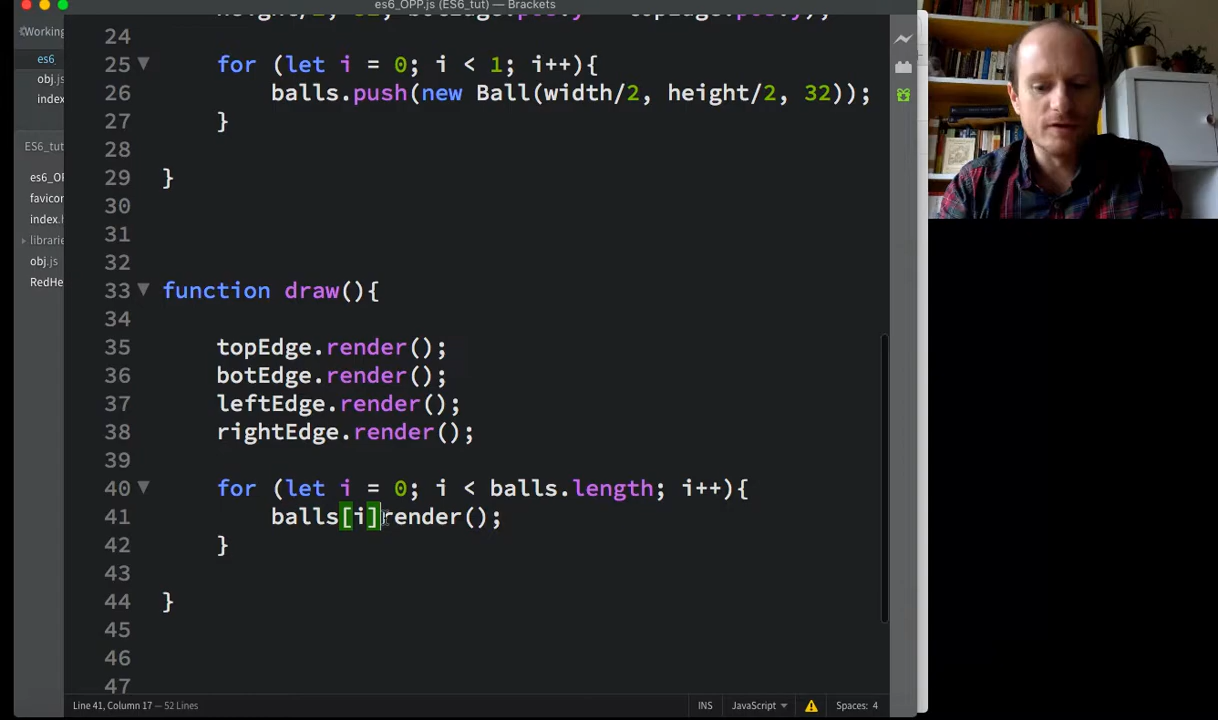 es6_OPP.js (ES6_tut) — Brackets
Working
es6_
obj.js
index
ES6_tut
es6_OP
favicon
index.h
libraries
obj.js
RedHe
24
25 for (let i = 0; i < 1; i++){
26 balls.push(new Ball(width/2, height/2, 32));
27 }
28
29 }
30
31
32
33 function draw(){
34
35 topEdge.render();
36 botEdge.render();
37 leftEdge.render();
38 rightEdge.render();
39
40 for (let i = 0; i < balls.length; i++){
41 balls[i]render();
42 }
43
44 }
45
46
47
Line 41, Column 17 — 52 Lines
INS
JavaScript
Spaces: 4